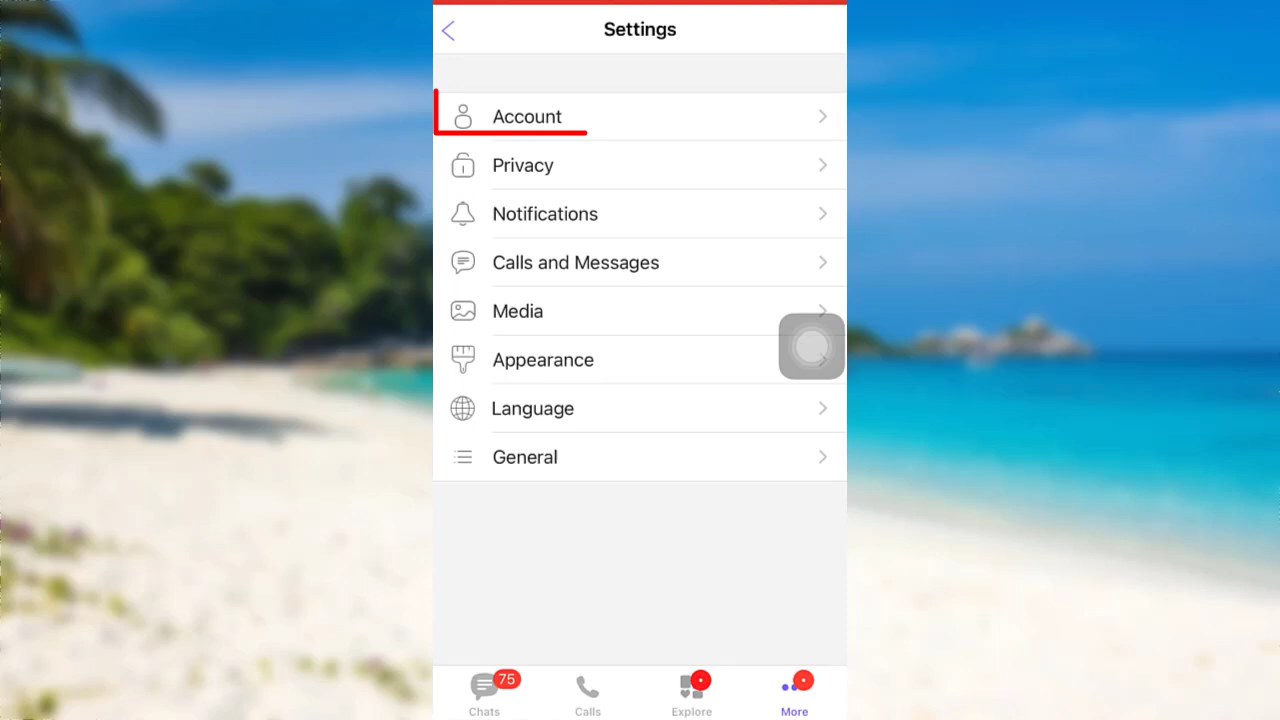 Settings
Account
Privacy
Notifications
Calls and Messages
Media
Appearance
Language
General
75
Chats
Calls
Explore
More